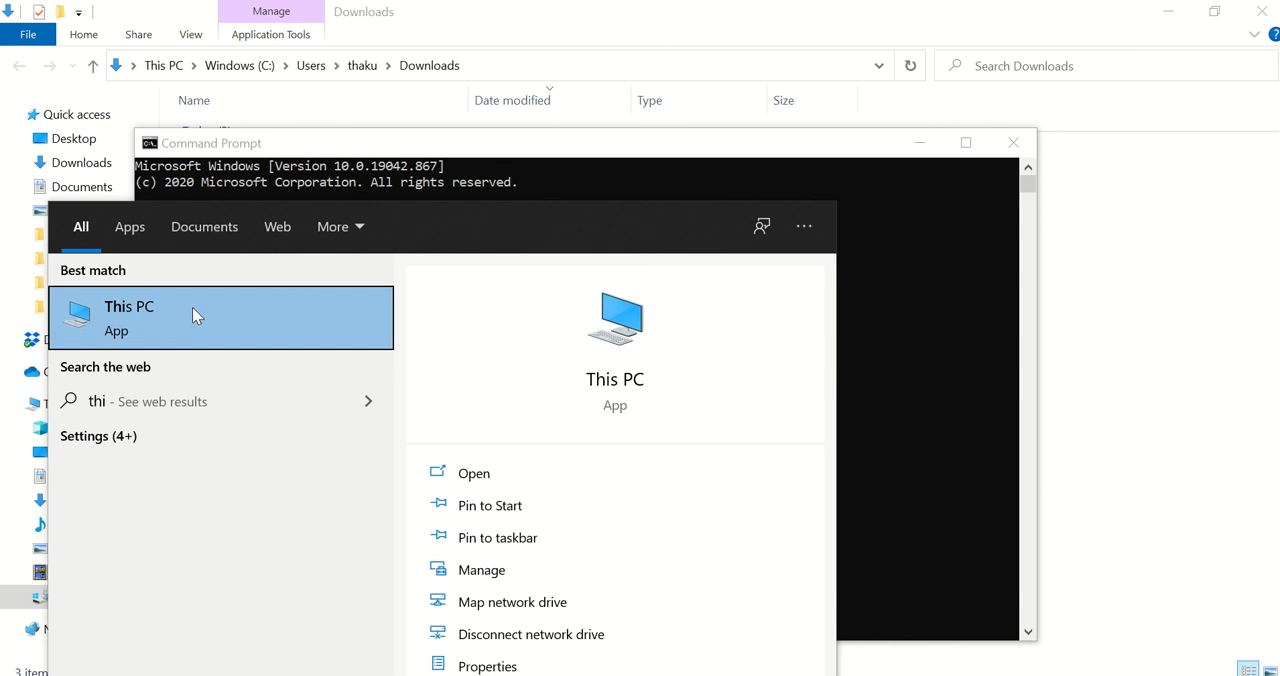 Manage
Downloads
File
Home
Share
View
Application Tools
This PC
Windows (C:)
Users
thaku
Downloads
Search Downloads
Name
Date modified
Type
Size
Quick access
Desktop
Downloads
Documents
Command Prompt
Microsoft Windows [Version 10.0.19042.867]
(c) 2020 Microsoft Corporation. All rights reserved.
All
Apps
Documents
Web
More
Best match
This PC
App
Search the web
thi - See web results
Settings (4+)
This PC
App
Open
Pin to Start
Pin to taskbar
Manage
Map network drive
Disconnect network drive
Properties